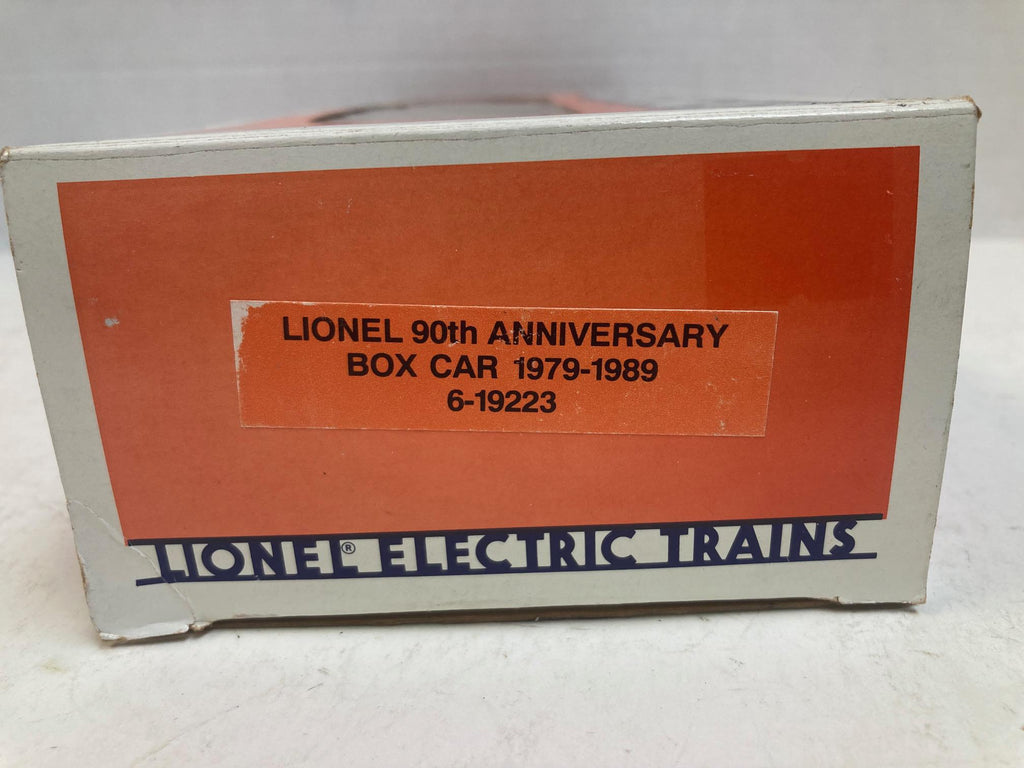 LIONEL 90th ANNIVERSARY
BOX CAR 1979-1989
6-19223
LIONEL® ELECTRIC TRAINS